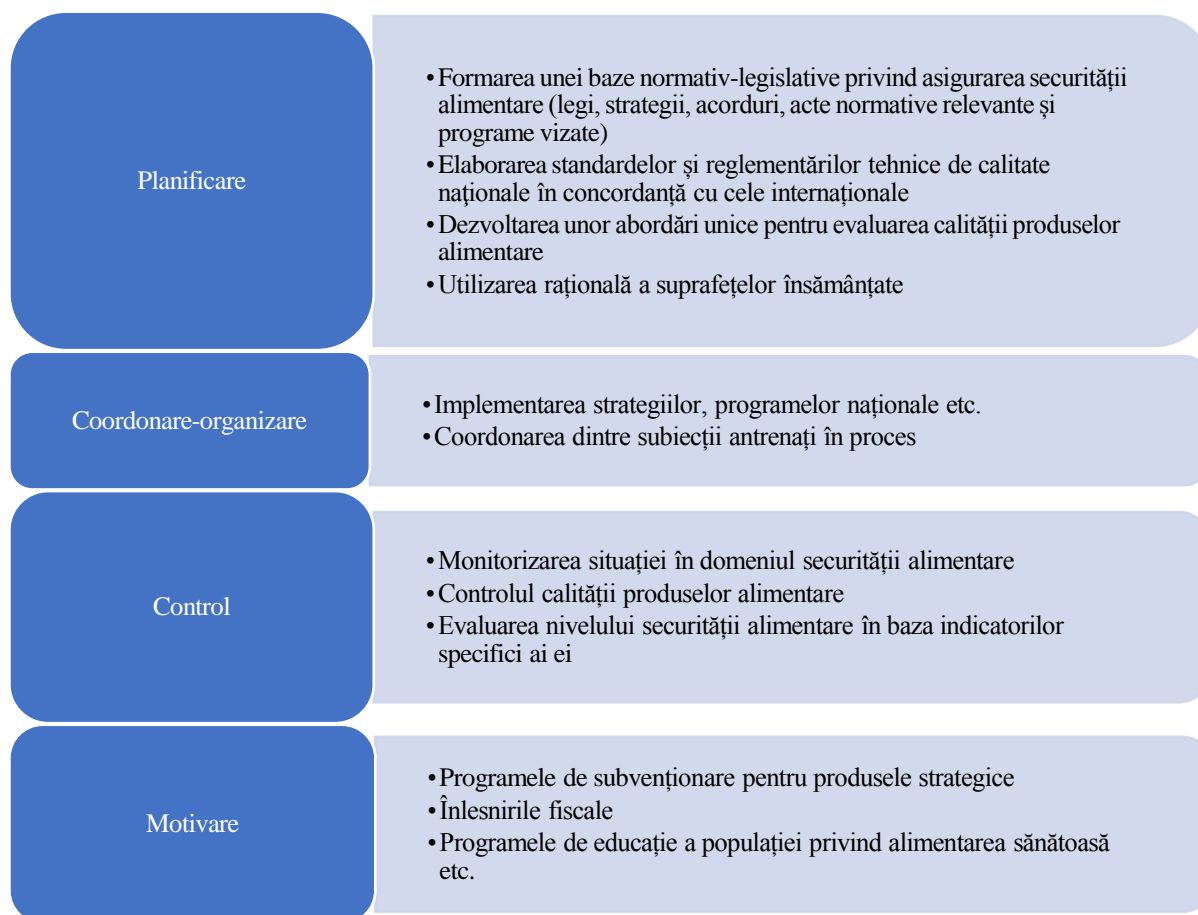 Planificare
•Formarea unei baze normativ-legislative privind asigurarea securității
alimentare (legi, strategii, acorduri, acte normative relevante și
programe vizate)
•Elaborarea standardelor și reglementărilor tehnice de calitate
naţionale în concordanță cu cele internaționale
•Dezvoltarea unor abordări unice pentru evaluarea calității produselor
alimentare
•Utilizarea rațională a suprafețelor însămânțate
Coordonare-organizare
•Implementarea strategiilor, programelor naționale etc.
•Coordonarea dintre subiecții antrenați în proces
Control
•Monitorizarea situației în domeniul securității alimentare
•Controlul calității produselor alimentare
•Evaluarea nivelului securității alimentare în baza indicatorilor
specifici ai ei
Motivare
•Programele de subvenționare pentru produsele strategice
•Înlesnirile fiscale
•Programele de educație a populației privind alimentarea sănătoasă
etc.